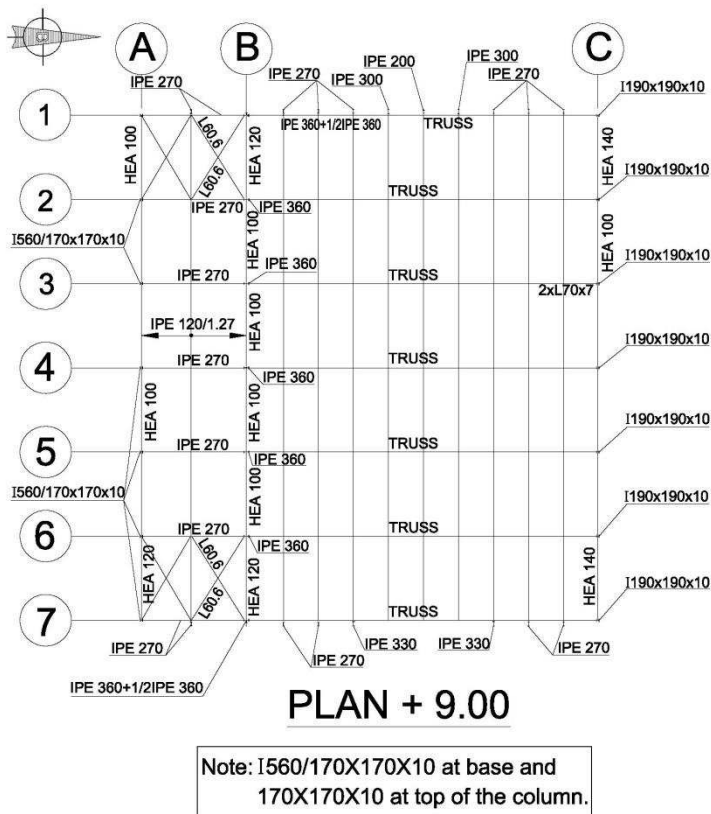 A
B
C
IPE 270
IPE 270
IPE 300
IPE 200
IPE 300
IPE 270
1
I190x190x10
HEA 100
L60.6
L60.6
HEA 120
IPE 360+1/2IPE 360
TRUSS
HEA 140
2
IPE 270
IPE 360
TRUSS
I190x190x10
I560/170x170x10
HEA 100
HEA 100
IPE 360
I190x190x10
3
IPE 270
TRUSS
2xL70x7
IPE 120/1.27
HEA 100
4
IPE 270
IPE 360
TRUSS
I190x190x10
HEA 100
HEA 100
5
IPE 270
IPE 360
TRUSS
I190x190x10
I560/170x170x10
HEA 100
6
IPE 270
IPE 360
TRUSS
I190x190x10
HEA 120
L60.6
L60.6
HEA 120
HEA 140
7
TRUSS
I190x190x10
IPE 270
IPE 270
IPE 330
IPE 330
IPE 270
IPE 360+1/2IPE 360
PLAN + 9.00
Note: I560/170X170X10 at base and
170X170X10 at top of the column.